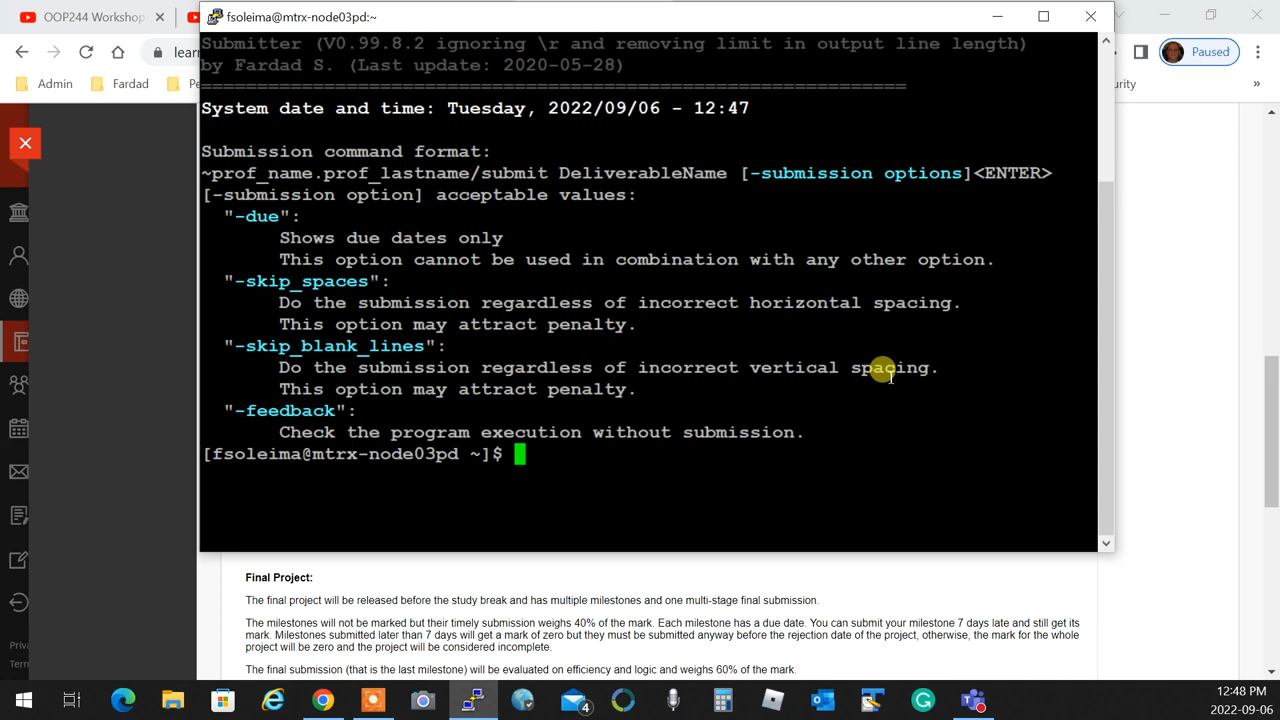 OOP244 Workshop
fsoleima@mtrx-node03pd:~
learn
Paused
Admin
Fardad
Submitter (V0.99.8.2 ignoring \r and removing limit in output line length)
by Fardad S. (Last update: 2020-05-28)
===============================================================
System date and time: Tuesday, 2022/09/06 - 12:47
Submission command format:
~prof_name.prof_lastname/submit DeliverableName [-submission options]<ENTER>
[-submission option] acceptable values:
"-due":
Shows due dates only
This option cannot be used in combination with any other option.
"-skip_spaces":
Do the submission regardless of incorrect horizontal spacing.
This option may attract penalty.
"-skip_blank_lines":
Do the submission regardless of incorrect vertical spacing.
This option may attract penalty.
"-feedback":
Check the program execution without submission.
[fsoleima@mtrx-node03pd ~]$
Final Project:
The final project will be released before the study break and has multiple milestones and one multi-stage final submission.
The milestones will not be marked but their timely submission weighs 40% of the mark. Each milestone has a due date. You can submit your milestone 7 days late and still get its
mark. Milestones submitted later than 7 days will get a mark of zero but they must be submitted anyway before the rejection date of the project, otherwise, the mark for the whole
project will be zero and the project will be considered incomplete.
The final submission (that is the last milestone) will be evaluated on efficiency and logic and weighs 60% of the mark.
4
12:48 PM
2022-09-06